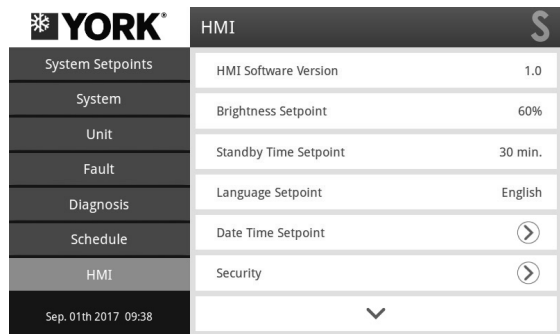 YORK®
System Setpoints
System
Unit
Fault
Diagnosis
Schedule
HMI
Sep. 01th 2017 09:38
HMI
S
HMI Software Version 1.0
Brightness Setpoint 60%
Standby Time Setpoint 30 min.
Language Setpoint English
Date Time Setpoint
Security